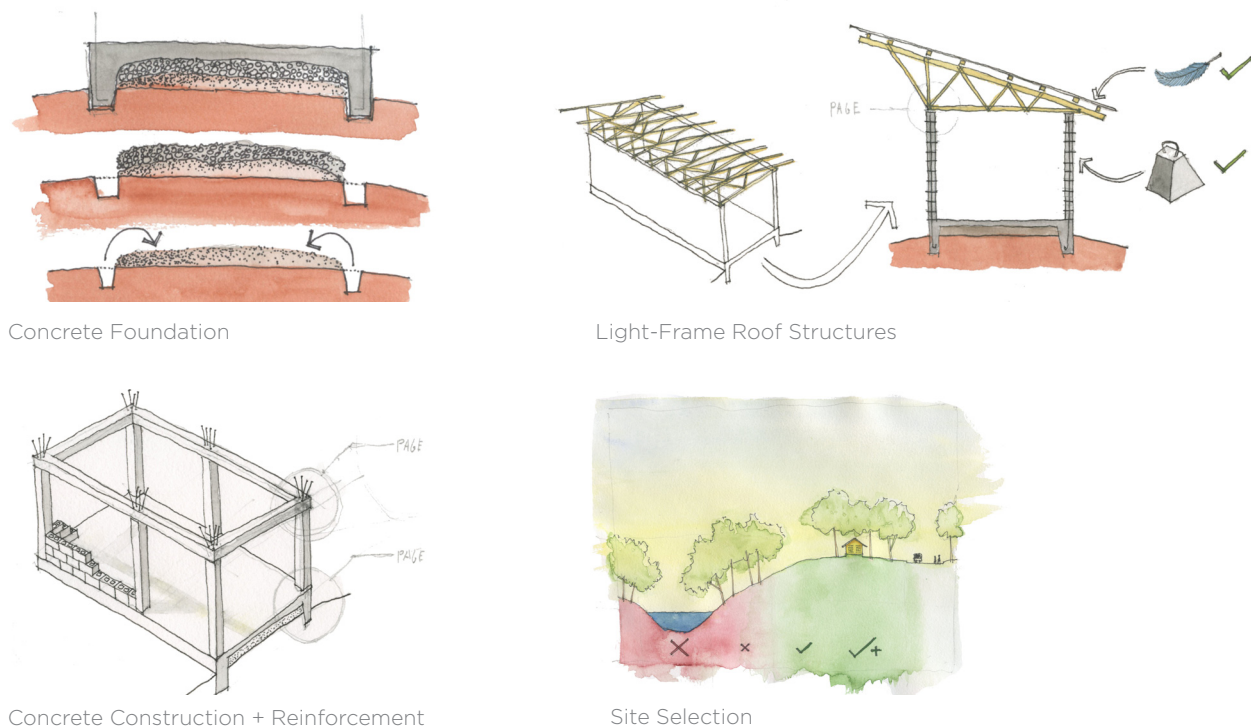 PAGE
Concrete Foundation
Light-Frame Roof Structures
PAGE
PAGE
Concrete Construction + Reinforcement
Site Selection